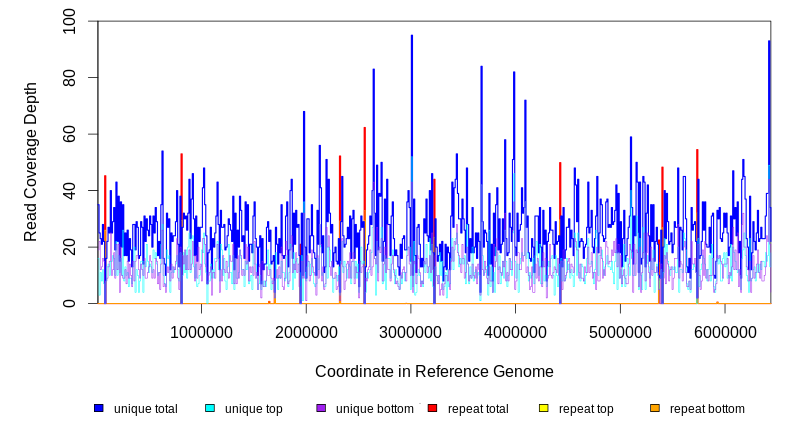 100
80
60
40
20
0
Read Coverage Depth
1000000 2000000 3000000 4000000 5000000 6000000
Coordinate in Reference Genome
unique total unique top unique bottom repeat total repeat top repeat bottom